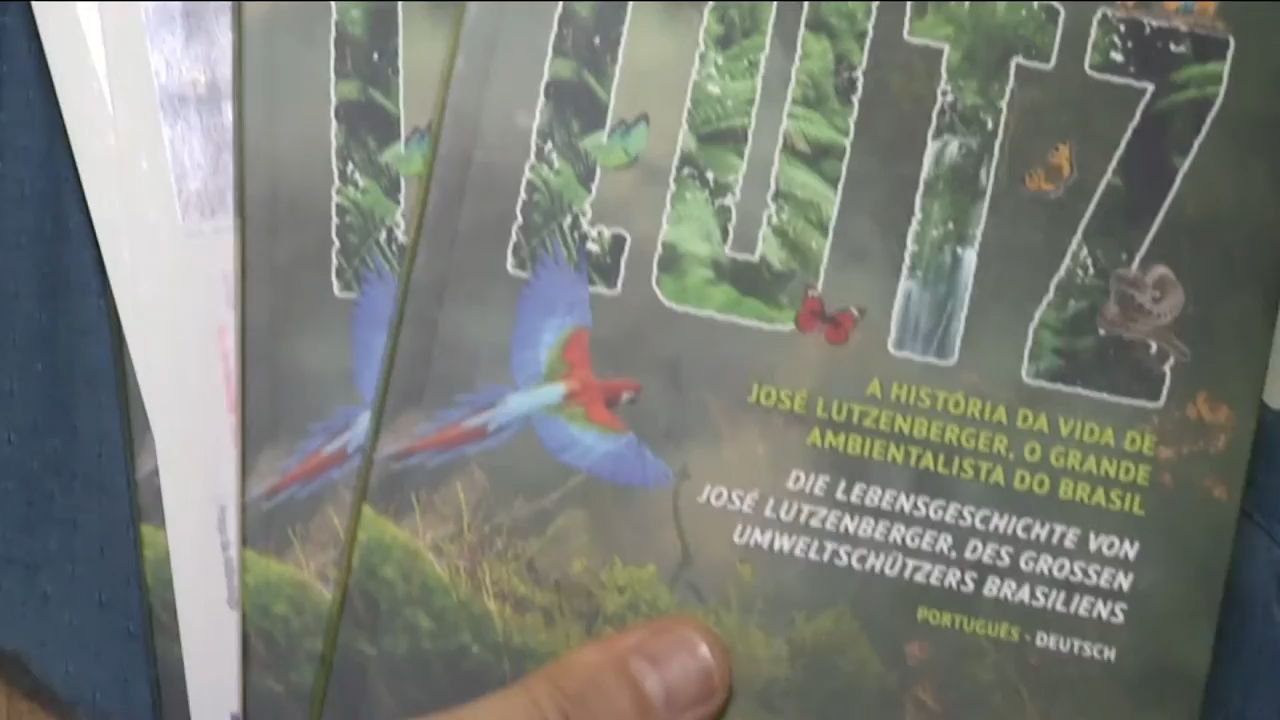 LUTZ
A HISTÓRIA DA VIDA DE
JOSÉ LUTZENBERGER, O GRANDE
AMBIENTALISTA DO BRASIL
DIE LEBENSGESCHICHTE VON
JOSÉ LUTZENBERGER, DES GROSSEN
UMWELTSCHÜTZERS BRASILIENS
PORTUGUÊS - DEUTSCH